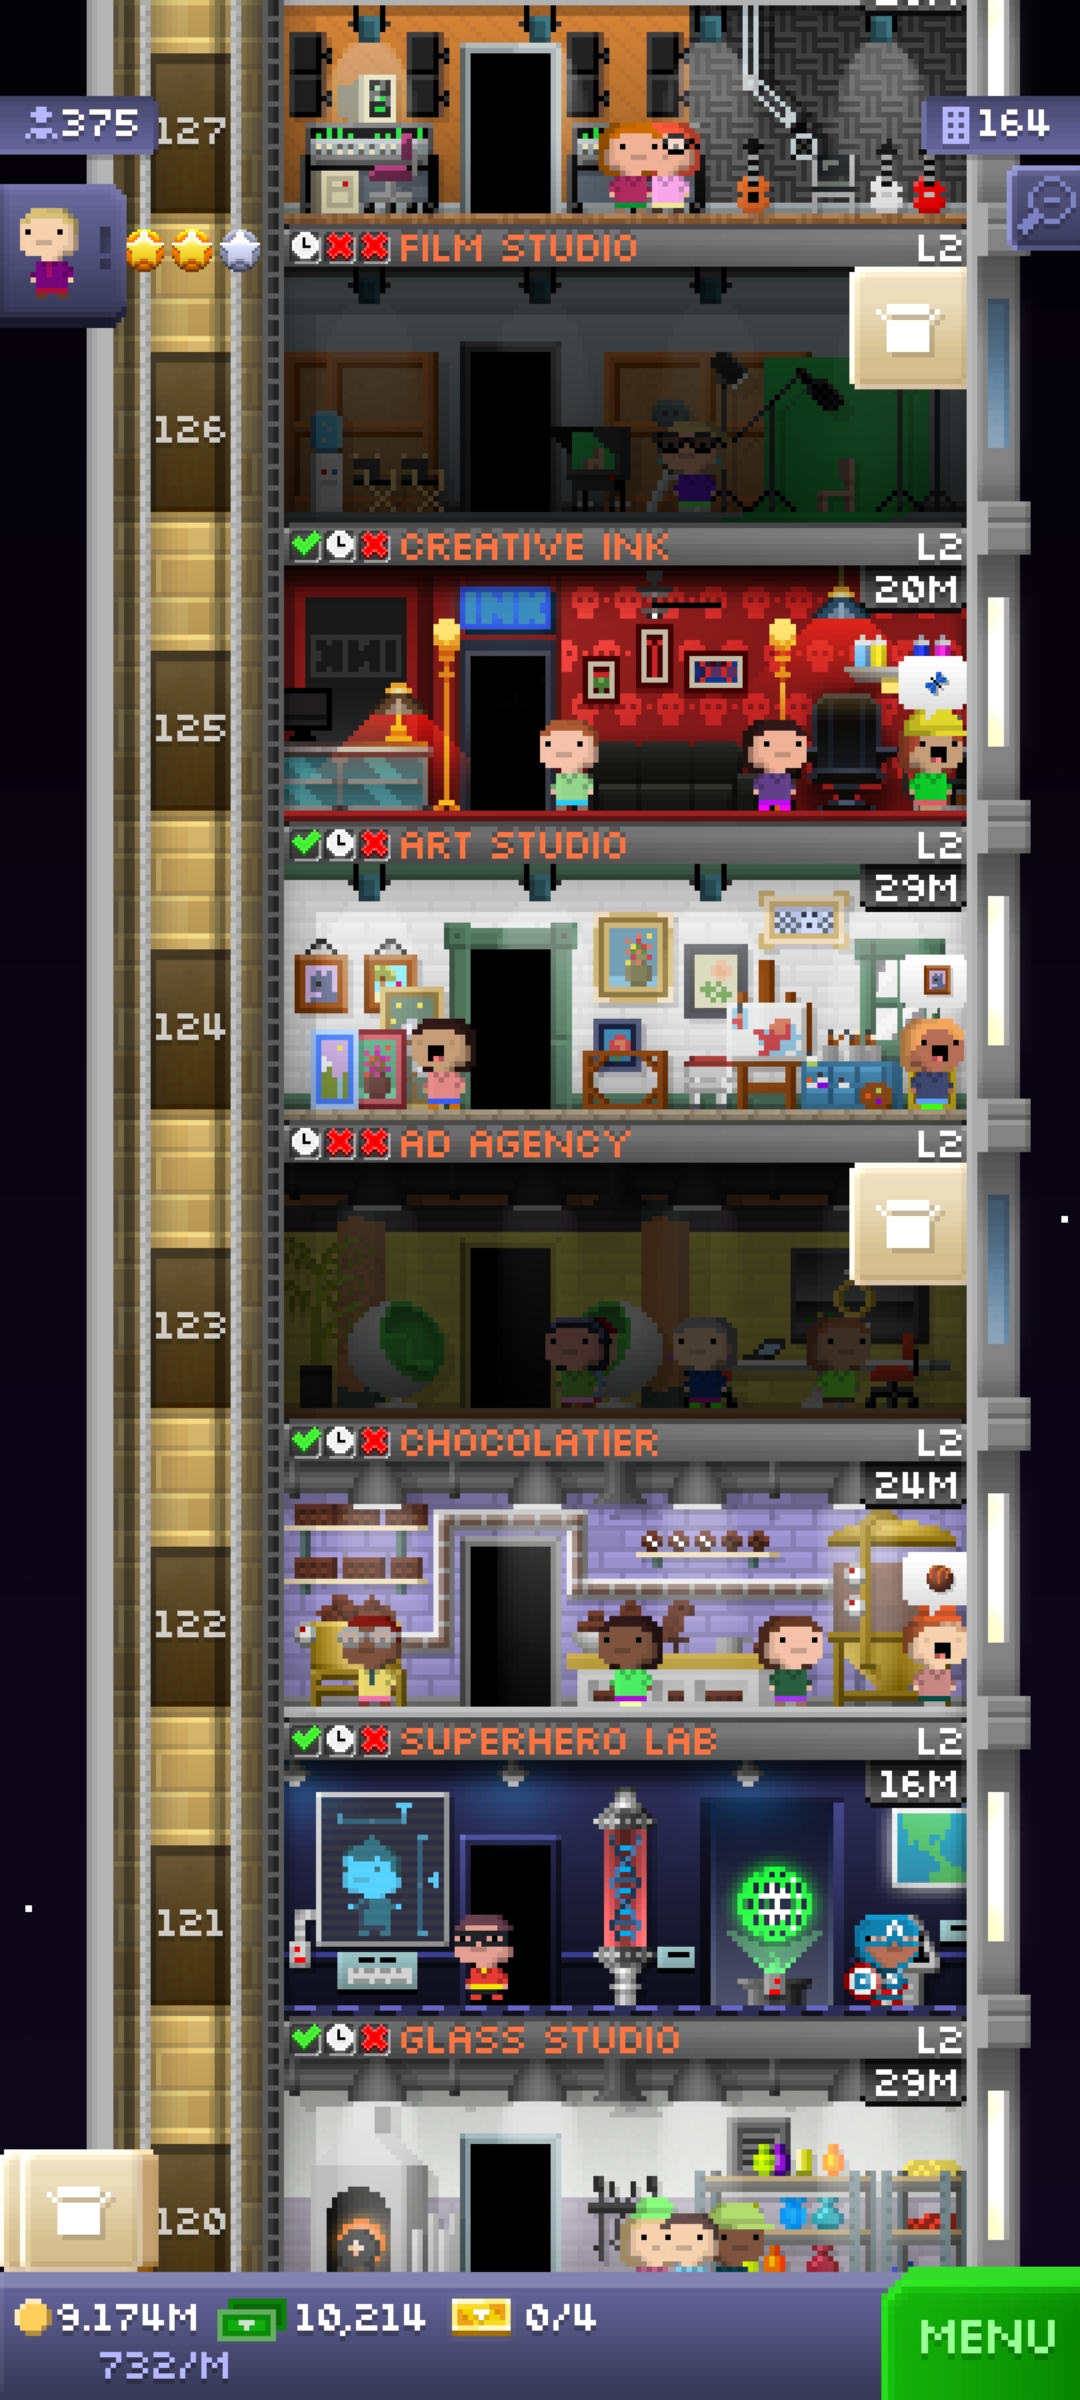 375
127
164
FILM STUDIO L2
126
CREATIVE INK L2
20M
INK
125
ART STUDIO L2
29M
124
AD AGENCY L2
123
CHOCOLATIER L2
24M
122
SUPERHERO LAB L2
16M
121
GLASS STUDIO L2
29M
120
9.174M 10,214 0/4
732/M
MENU